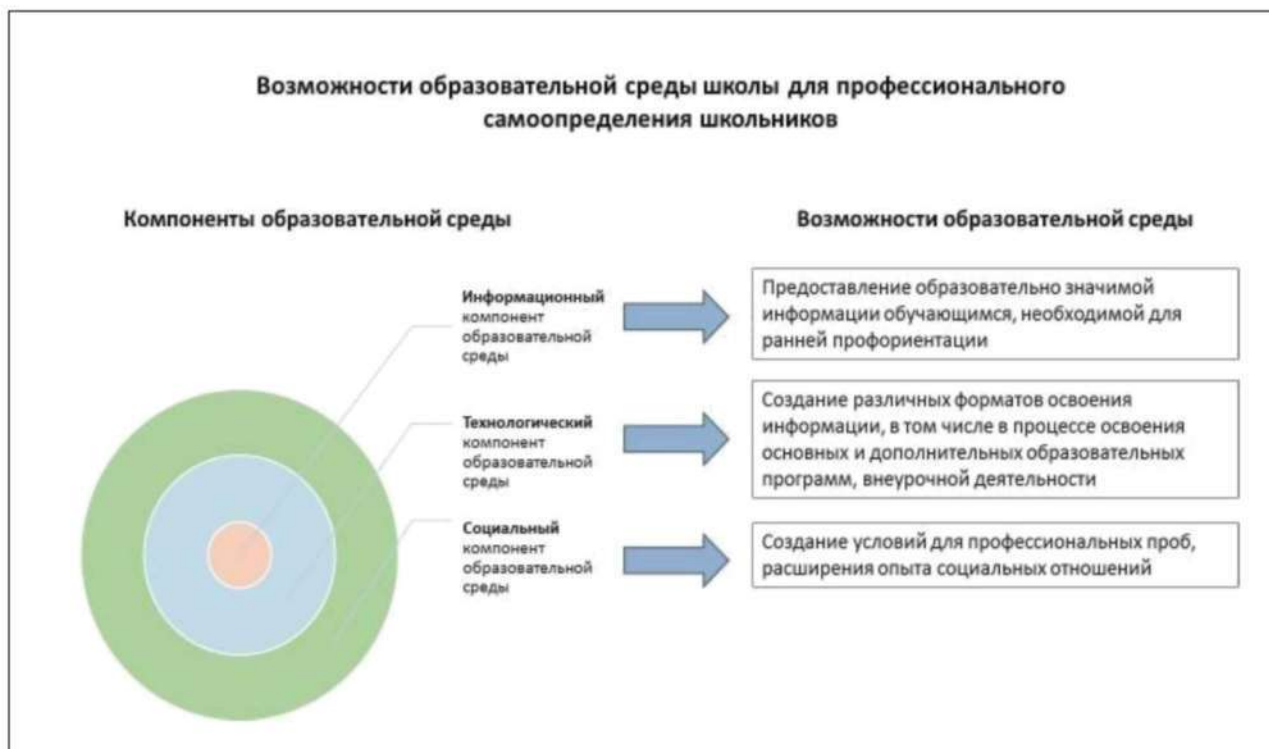 Возможности образовательной среды школы для профессионального
самоопределения школьников
Компоненты образовательной среды
Возможности образовательной среды
Информационный
компонент
образовательной
среды
Предоставление образовательно значимой
информации обучающимся, необходимой для
ранней профориентации
Технологический
компонент
образовательной
среды
Создание различных форматов освоения
информации, в том числе в процессе освоения
основных и дополнительных образовательных
программ, внеурочной деятельности
Социальный
компонент
образовательной
среды
Создание условий для профессиональных проб,
расширения опыта социальных отношений